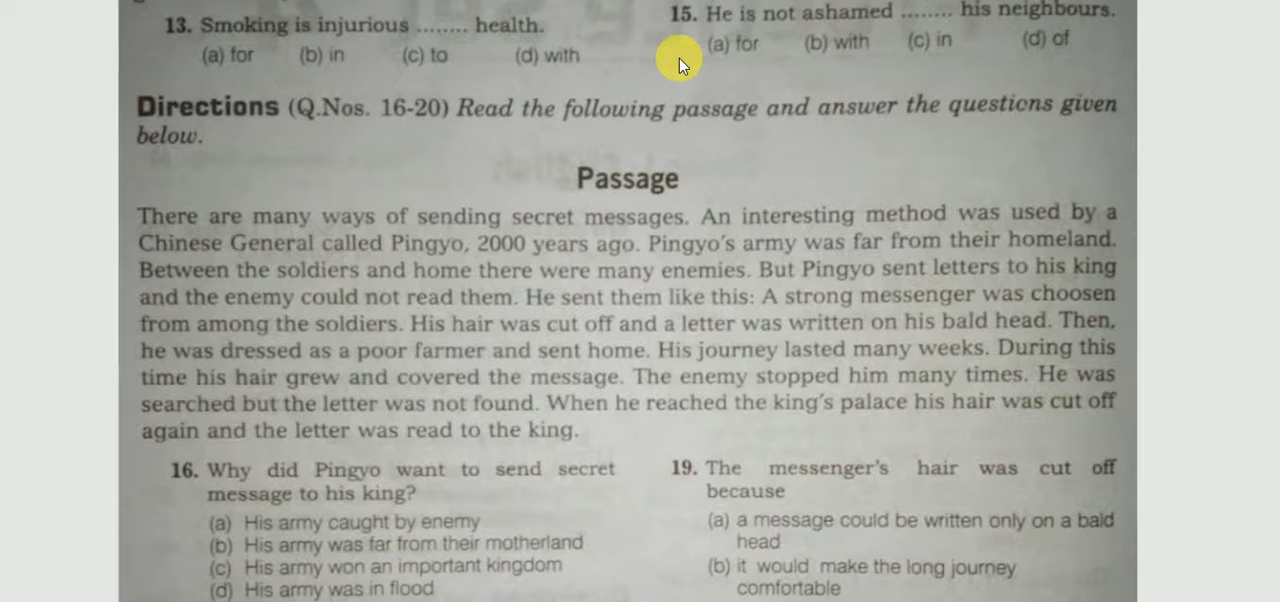 13. Smoking is injurious ........ health.
(a) for (b) in (c) to (d) with
15. He is not ashamed ........ his neighbours.
(a) for (b) with (c) in (d) of
Directions (Q.Nos. 16-20) Read the following passage and answer the questions given
below.
Passage
There are many ways of sending secret messages. An interesting method was used by a
Chinese General called Pingyo, 2000 years ago. Pingyo's army was far from their homeland.
Between the soldiers and home there were many enemies. But Pingyo sent letters to his king
and the enemy could not read them. He sent them like this: A strong messenger was choosen
from among the soldiers. His hair was cut off and a letter was written on his bald head. Then,
he was dressed as a poor farmer and sent home. His journey lasted many weeks. During this
time his hair grew and covered the message. The enemy stopped him many times. He was
searched but the letter was not found. When he reached the king's palace his hair was cut off
again and the letter was read to the king.
16. Why did Pingyo want to send secret
message to his king?
(a) His army caught by enemy
(b) His army was far from their motherland
(c) His army won an important kingdom
(d) His army was in flood
19. The messenger's hair was cut off
because
(a) a message could be written only on a bald
head
(b) it would make the long journey
comfortable